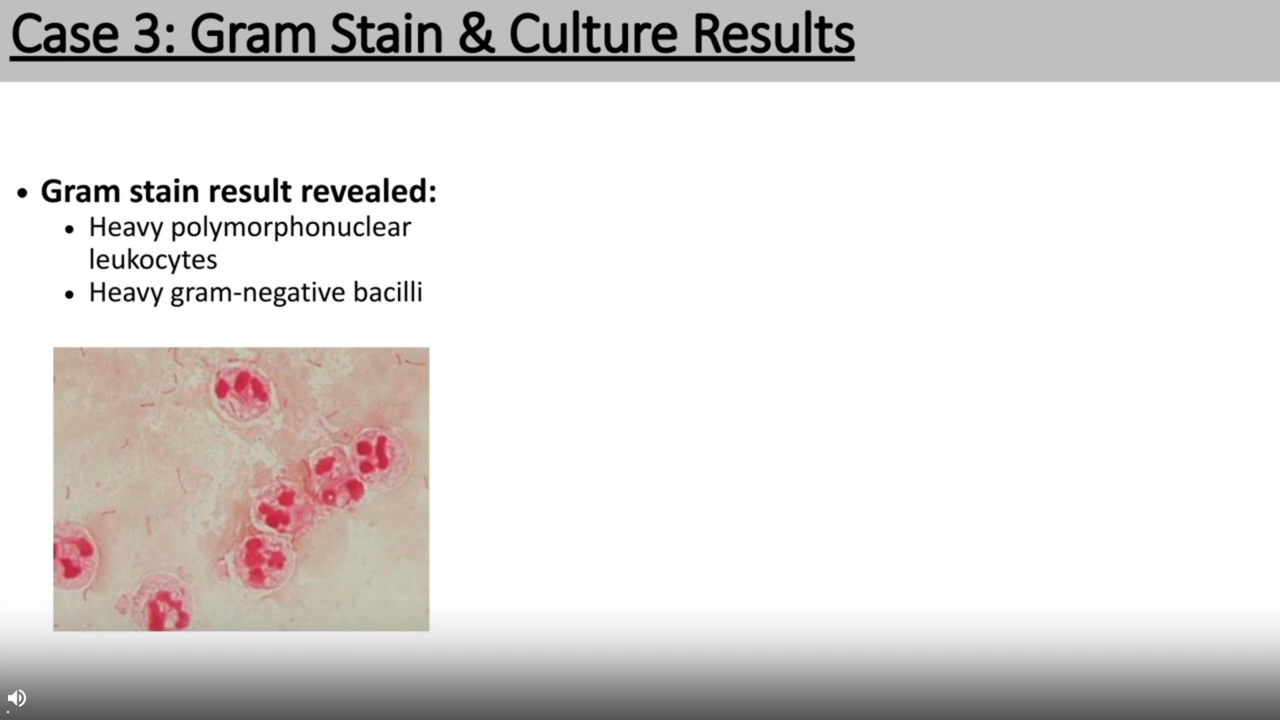 Case 3: Gram Stain & Culture Results
• Gram stain result revealed:
• Heavy polymorphonuclear
leukocytes
• Heavy gram-negative bacilli